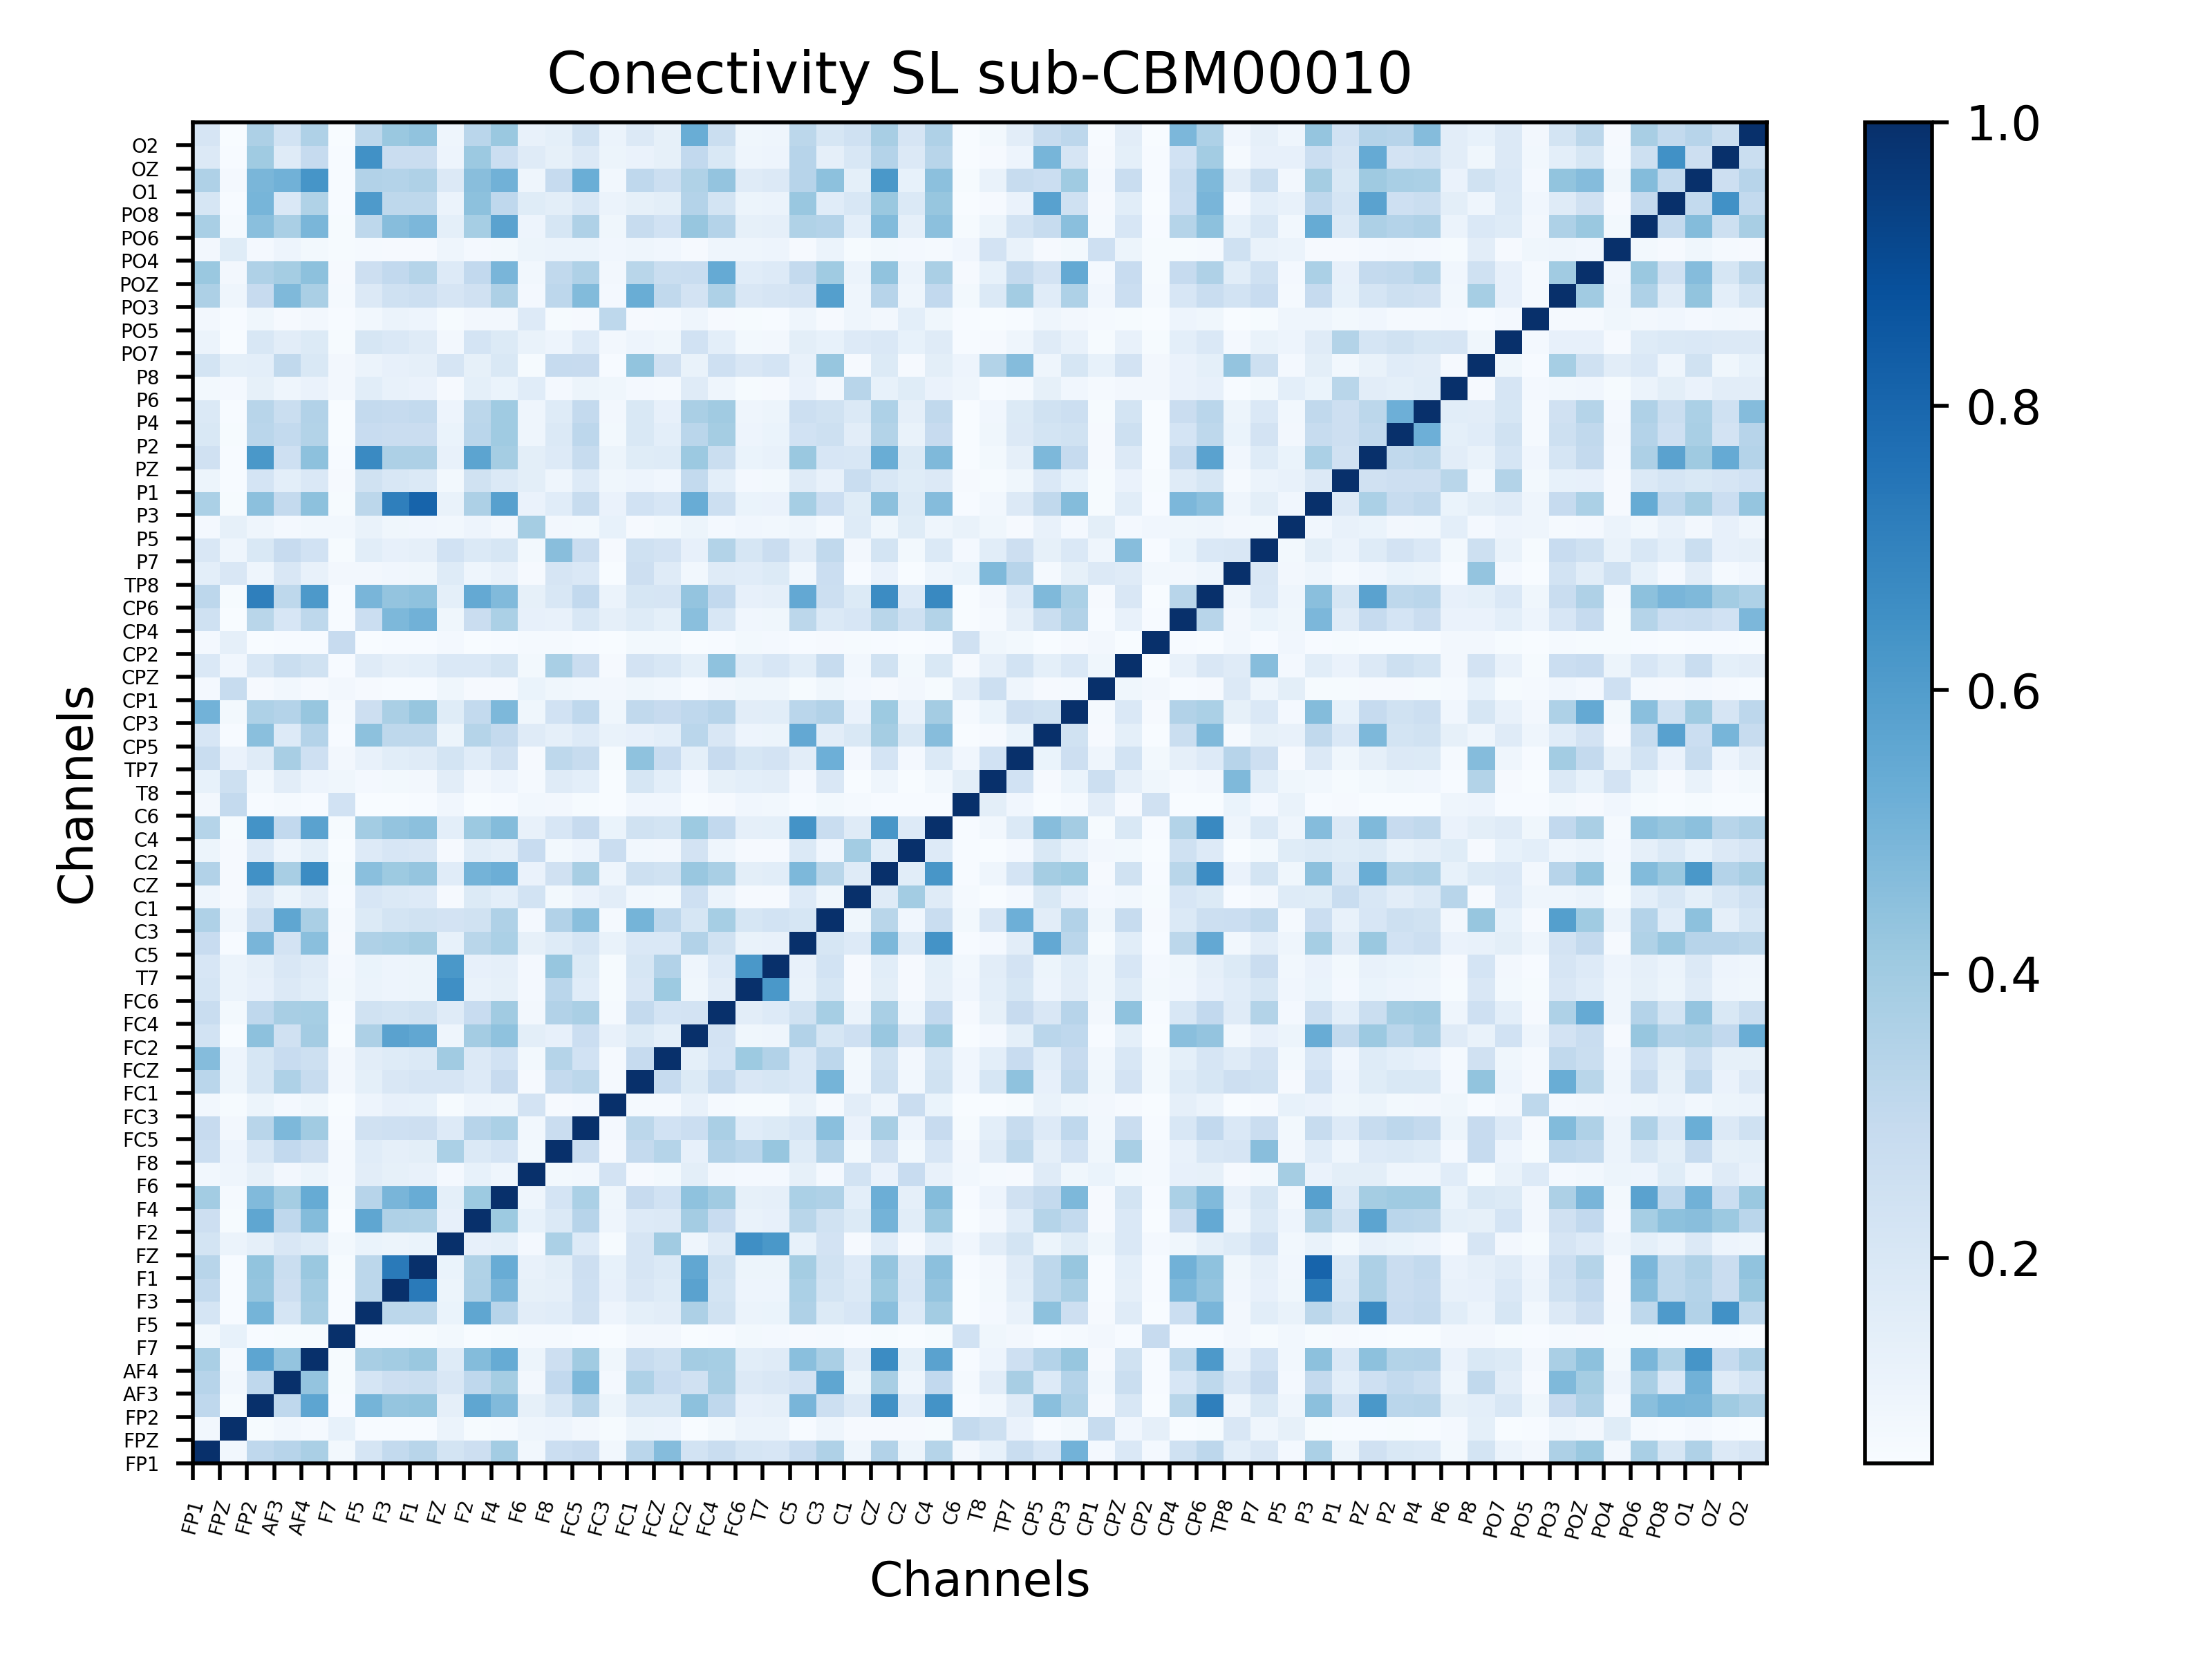 Conectivity SL sub-CBM00010
Channels
O2
OZ
O1
PO8
PO6
PO4
POZ
PO3
PO5
PO7
P8
P6
P4
P2
PZ
P1
P3
P5
P7
TP8
CP6
CP4
CP2
CPZ
CP1
CP3
CP5
TP7
T8
C6
C4
C2
CZ
C1
C3
C5
T7
FC6
FC4
FC2
FCZ
FC1
FC3
FC5
F8
F6
F4
F2
FZ
F1
F3
F5
F7
AF4
AF3
FP2
FPZ
FP1
FP1 FPZ FP2 AF3 AF4 F7 F5 F3 F1 FZ F2 F4 F6 F8 FC5 FC3 FC1 FCZ FC2 FC4 FC6 T7 C5 C3 C1 CZ C2 C4 C6 T8 TP7 CP5 CP3 CP1 CPZ CP2 CP4 CP6 TP8 P7 P5 P3 P1 PZ P2 P4 P6 P8 PO7 PO5 PO3 POZ PO4 PO6 PO8 O1 OZ O2
Channels
1.0
0.8
0.6
0.4
0.2